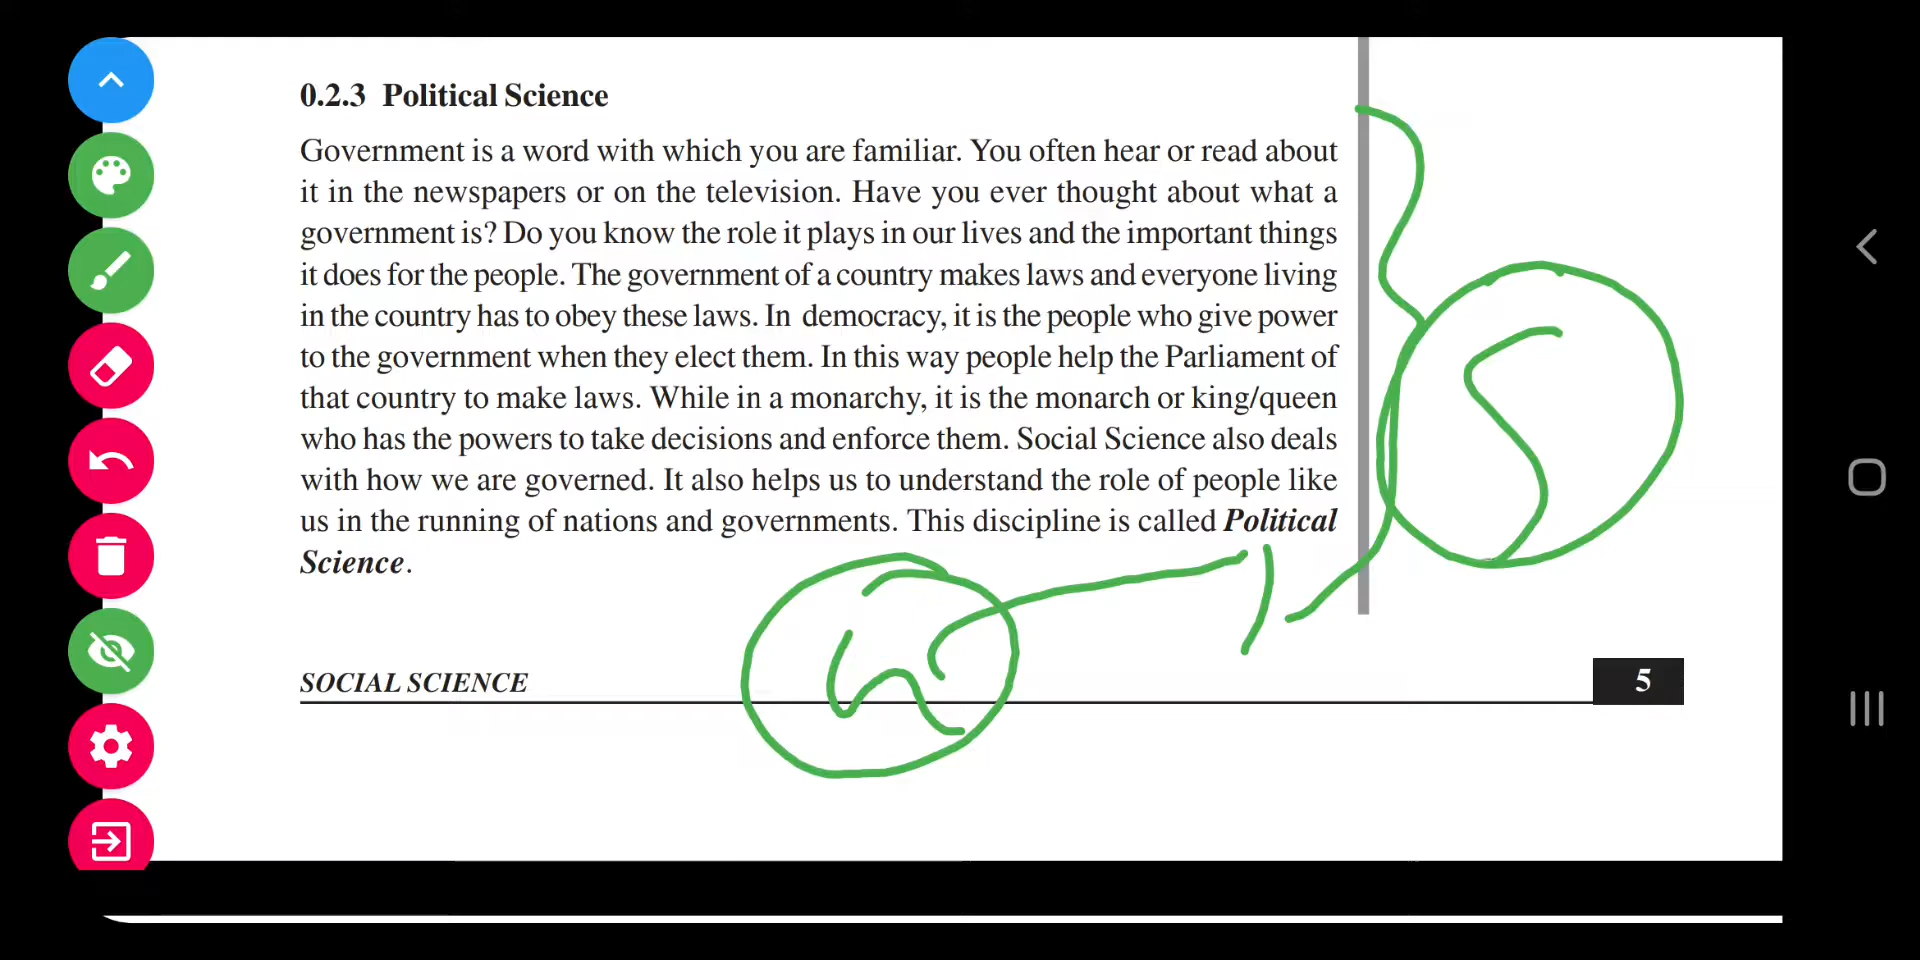 0.2.3 Political Science
Government is a word with which you are familiar. You often hear or read about
it in the newspapers or on the television. Have you ever thought about what a
government is? Do you know the role it plays in our lives and the important things
it does for the people. The government of a country makes laws and everyone living
in the country has to obey these laws. In democracy, it is the people who give power
to the government when they elect them. In this way people help the Parliament of
that country to make laws. While in a monarchy, it is the monarch or king/queen
who has the powers to take decisions and enforce them. Social Science also deals
with how we are governed. It also helps us to understand the role of people like
us in the running of nations and governments. This discipline is called Political
Science.
SOCIAL SCIENCE
5